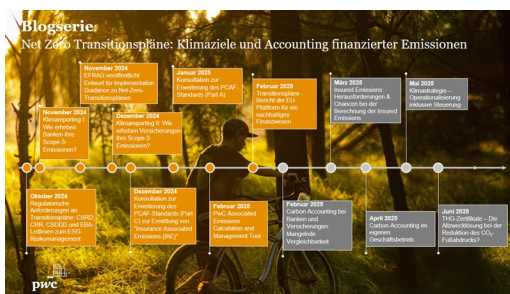 Blogserie
Net Zero Transitionspläne: Klimaziele und Accounting finanzierter Emissionen
November 2024
EFRAG veröffentlicht
Entwurf für Implementation
Guidance zu Net-Zero-
Transitionsplänen
Januar 2025
Konsultation zur
Erweiterung des PCAF-
Standards (Part A)
Februar 2025
Transitionspläne -
Bericht der EU-
Plattform für ein
nachhaltiges
Finanzwesen
März 2025
Insured Emissions:
Herausforderungen &
Chancen bei der
Berechnung der Insured
Emissions
Mai 2025
Klimastrategie –
Operationalisierung
inklusive Steuerung
November 2024
Klimareporting I:
Wie erheben
Banken ihre
Scope-3-
Emissionen?
Dezember 2024
Klimareporting II: Wie
erheben Versicherungen
ihre Scope-3-
Emissionen?
Oktober 2024
Regulatorische
Anforderungen an
Transitionspläne: CSRD,
CRR, CSDDD und EBA-
Leitlinien zum ESG-
Risikomanagement
Dezember 2024
Konsultation zur
Erweiterung des
PCAF-Standards (Part
C) zur Ermittlung von
"Insurance Associated
Emissions (IAE)"
Februar 2025
PwC Associated
Emissions
Calculation and
Management Tool
Februar 2025
Carbon Accounting bei
Banken und
Versicherungen:
Mangelnde
Vergleichbarkeit
April 2025
Carbon Accounting im
eigenen
Geschäftsbetrieb
Juni 2025
THG-Zertifikate – Die
Allzwecklösung bei der
Reduktion des CO₂-
Fußabdrucks?
pwc